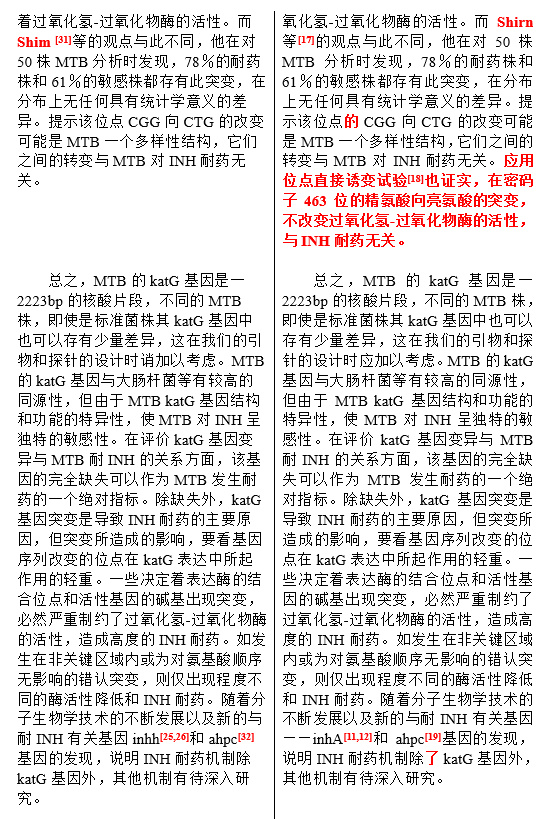 着过氧化氢-过氧化物酶的活性。而
Shim [31]等的观点与此不同，他在对
50 株 MTB 分析时发现，78％的耐药
株和 61％的敏感株都存有此突变，在
分布上无任何具有统计学意义的差
异。提示该位点 CGG 向 CTG 的改变
可能是 MTB 一个多样性结构，它们
之间的转变与 MTB 对 INH 耐药无
关。
总之，MTB 的 katG 基因是一
2223bp 的核酸片段，不同的 MTB
株，即使是标准菌株其 katG 基因中
也可以存有少量差异，这在我们的引
物和探针的设计时诮加以考虑。MTB
的 katG 基因与大肠杆菌等有较高的
同源性，但由于 MTB katG 基因结构
和功能的特异性，使 MTB 对 INH 呈
独特的敏感性。在评价 katG 基因变
异与 MTB 耐 INH 的关系方面，该基
因的完全缺失可以作为 MTB 发生耐
药的一个绝对指标。除缺失外，katG
基因突变是导致 INH 耐药的主要原
因，但突变所造成的影响，要看基因
序列改变的位点在 katG 表达中所起
作用的轻重。一些决定着表达酶的结
合位点和活性基因的碱基出现突变，
必然严重制约了过氧化氢-过氧化物酶
的活性，造成高度的 INH 耐药。如发
生在非关键区域内或为对氨基酸顺序
无影响的错认突变，则仅出现程度不
同的酶活性降低和 INH 耐药。随着分
子生物学技术的不断发展以及新的与
耐 INH 有关基因 inhh[25,26]和 ahpc[32]
基因的发现，说明 INH 耐药机制除
katG 基因外，其他机制有待深入研
究。
氧化氢-过氧化物酶的活性。而 Shirn
等[17]的观点与此不同，他在对 50 株
MTB 分析时发现，78％的耐药株和
61％的敏感株都存有此突变，在分布
上无任何具有统计学意义的差异。提
示该位点的 CGG 向 CTG 的改变可能
是 MTB 一个多样性结构，它们之间的
转变与 MTB 对 INH 耐药无关。应用
位点直接诱变试验[18]也证实，在密码
子 463 位的精氨酸向亮氨酸的突变，
不改变过氧化氢-过氧化物酶的活性，
与 INH 耐药无关。
总之，MTB 的 katG 基因是一
2223bp 的核酸片段，不同的 MTB 株，
即使是标准菌株其 katG 基因中也可以
存有少量差异，这在我们的引物和探
针的设计时应加以考虑。MTB 的 katG
基因与大肠杆菌等有较高的同源性，
但由于 MTB katG 基因结构和功能的特
异性，使 MTB 对 INH 呈独特的敏
感性。在评价 katG 基因变异与 MTB
耐 INH 的关系方面，该基因的完全缺
失可以作为 MTB 发生耐药的一个绝
对指标。除缺失外，katG 基因突变是
导致 INH 耐药的主要原因，但突变所
造成的影响，要看基因序列改变的位
点在 katG 表达中所起作用的轻重。一
些决定着表达酶的结合位点和活性基
因的碱基出现突变，必然严重制约了
过氧化氢-过氧化物酶的活性，造成高
度的 INH 耐药。如发生在非关键区域
内或为对氨基酸顺序无影响的错认突
变，则仅出现程度不同的酶活性降低
和 INH 耐药。随着分子生物学技术的
不断发展以及新的与耐 INH 有关基因
－－inhA[11,12]和 ahpc[19]基因的发现，
说明 INH 耐药机制除了 katG 基因外，
其他机制有待深入研究。